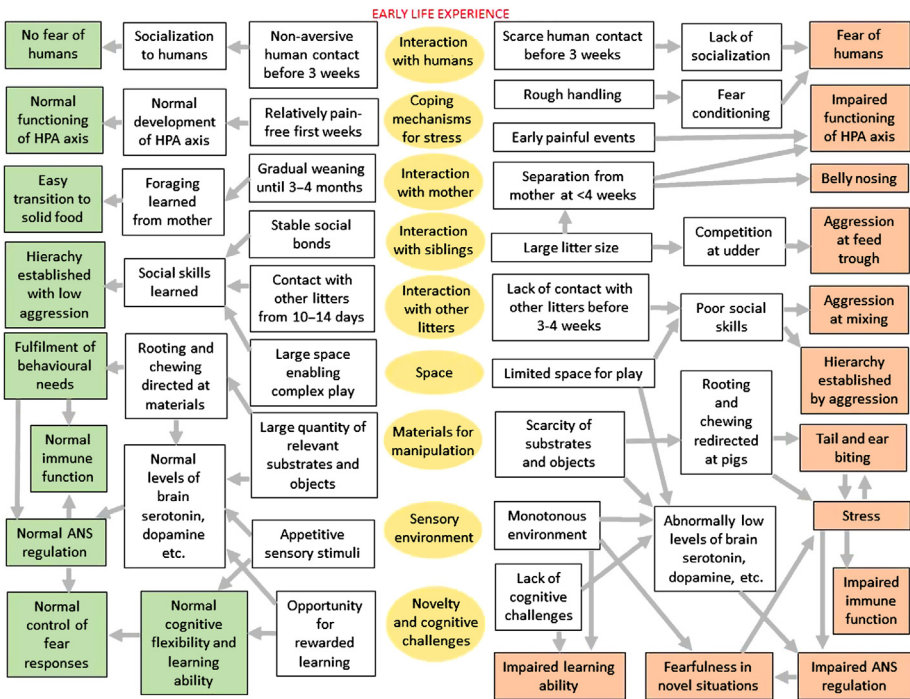 EARLY LIFE EXPERIENCE
No fear of
humans
Socialization
to humans
Non-aversive
human contact
before 3 weeks
Interaction
with humans
Scarce human contact
before 3 weeks
Lack of
socialization
Fear of
humans
Rough handling
Fear
conditioning
Normal
functioning of
HPA axis
Normal
development
of HPA axis
Relatively pain-
free first weeks
Coping
mechanisms
for stress
Early painful events
Impaired
functioning
of HPA axis
Easy
transition to
solid food
Foraging
learned
from mother
Gradual weaning
until 3–4 months
Interaction
with mother
Separation from
mother at <4 weeks
Belly nosing
Stable social
bonds
Interaction
with siblings
Large litter size
Competition
at udder
Aggression
at feed
trough
Hierachy
established
with low
aggression
Social skills
learned
Contact with
other litters
from 10–14 days
Interaction
with other
litters
Lack of contact with
other litters before
3-4 weeks
Poor social
skills
Aggression
at mixing
Fulfilment of
behavioural
needs
Rooting and
chewing
directed at
materials
Large space
enabling
complex play
Space
Limited space for play
Hierarchy
established
by aggression
Normal
immune
function
Large quantity of
relevant
substrates and
objects
Materials for
manipulation
Scarcity of
substrates
and objects
Rooting
and
chewing
redirected
at pigs
Tail and ear
biting
Normal ANS
regulation
Normal
levels of
brain
serotonin,
dopamine
etc.
Appetitive
sensory stimuli
Sensory
environment
Monotonous
environment
Abnormally low
levels of brain
serotonin,
dopamine, etc.
Stress
Lack of
cognitive
challenges
Impaired
immune
function
Normal
control of
fear
responses
Normal
cognitive
flexibility and
learning
ability
Opportunity
for
rewarded
learning
Novelty and
cognitive
challenges
Impaired learning
ability
Fearfulness in
novel situations
Impaired ANS
regulation